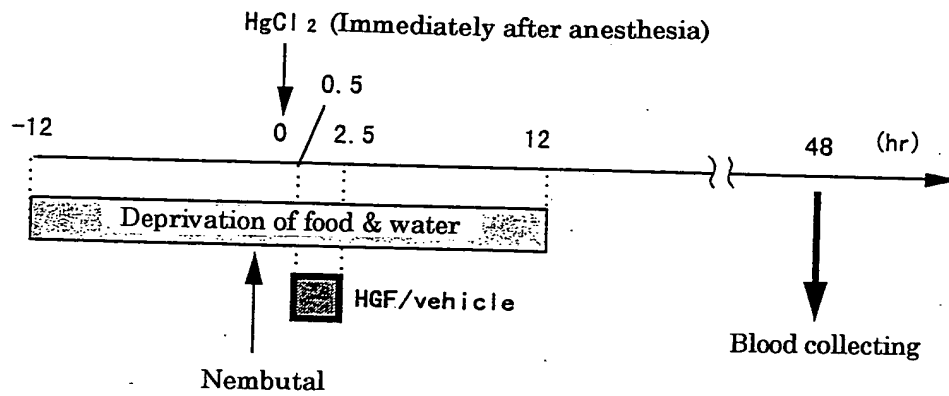 HgCl2 (Immediately after anesthesia)
0.5
-12 0 2.5 12 48 (hr)
Deprivation of food & water
HGF/vehicle
Blood collecting
Nembutal